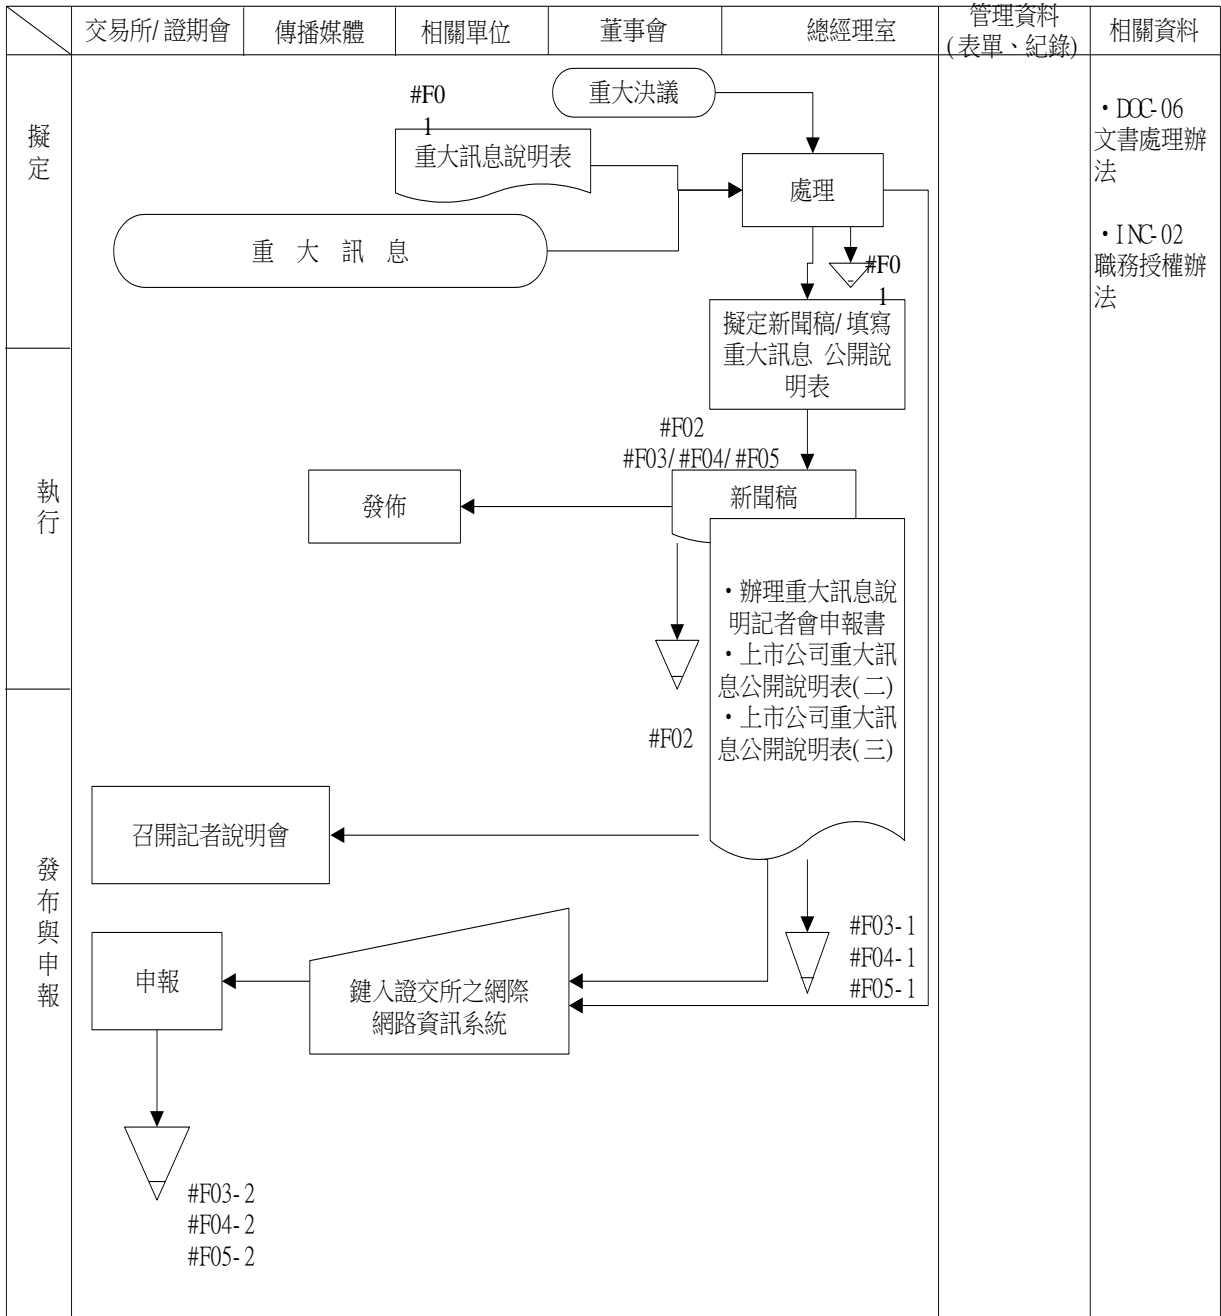 交易所/證期會
傳播媒體
相關單位
董事會
總經理室
管理資料
(表單、紀錄)
相關資料
擬定
#F0
1
重大訊息說明表
重大決議
處理
重 大 訊 息
#F0
1
擬定新聞稿/填寫
重大訊息 公開說
明表
・DOC-06
文書處理辦
法
・INC-02
職務授權辦
法
執行
#F02
#F03/#F04/#F05
新聞稿
發佈
・辦理重大訊息說
明記者會申報書
・上市公司重大訊
息公開說明表(二)
・上市公司重大訊
息公開說明表(三)
#F02
發布與申報
召開記者說明會
#F03-1
#F04-1
#F05-1
申報
鍵入證交所之網際
網路資訊系統
#F03-2
#F04-2
#F05-2